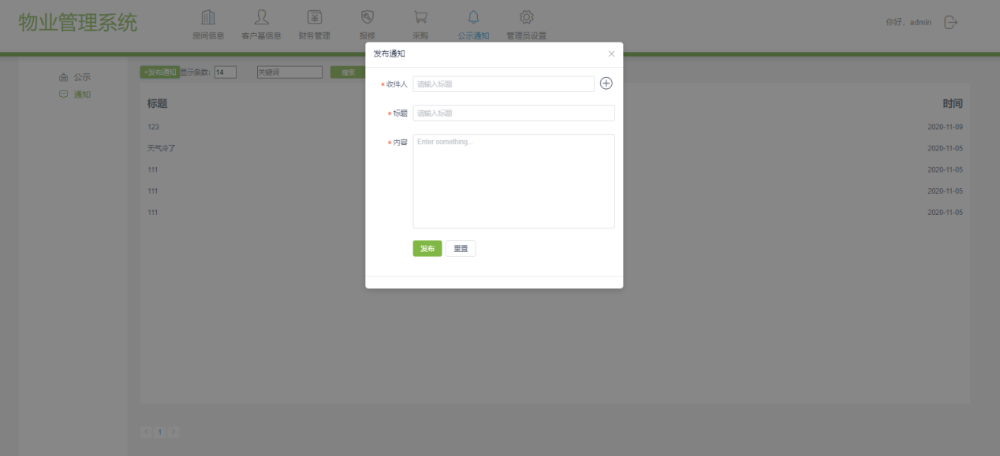 物业管理系统
房间信息
客户基信息
财务管理
报修
采购
公示通知
管理员设置
你好，admin
公示
通知
+发布通知 显示条数: 14 关键词 搜索
标题 时间
123 2020-11-09
天气冷了 2020-11-05
111 2020-11-05
111 2020-11-05
111 2020-11-05
< 1 >
发布通知 ×
* 收件人 请输入标题
* 标题 请输入标题
* 内容 Enter something...
发布 重置